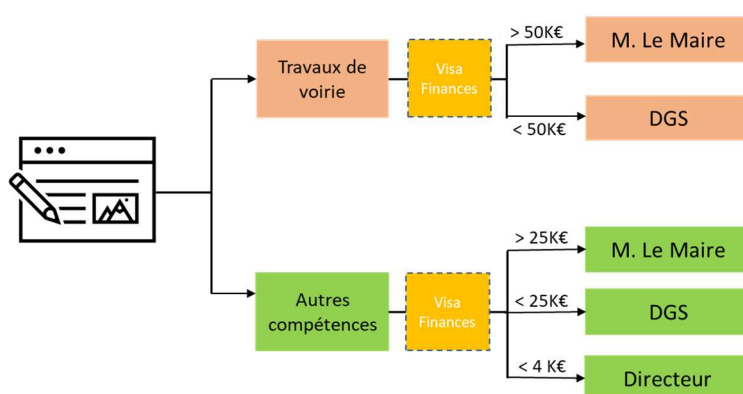 > 50K€
M. Le Maire
Travaux de
voirie
Visa
Finances
< 50K€
DGS
> 25K€
M. Le Maire
Autres
compétences
Visa
Finances
< 25K€
DGS
< 4 K€
Directeur